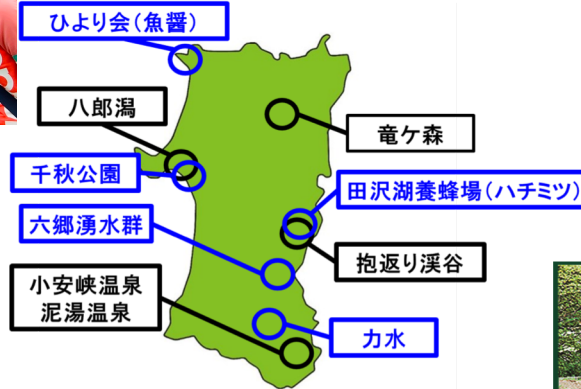 ひより会(魚醤)
八郎潟
竜ケ森
千秋公園
田沢湖養蜂場(ハチミツ)
六郷湧水群
抱返り渓谷
小安峡温泉
泥湯温泉
力水